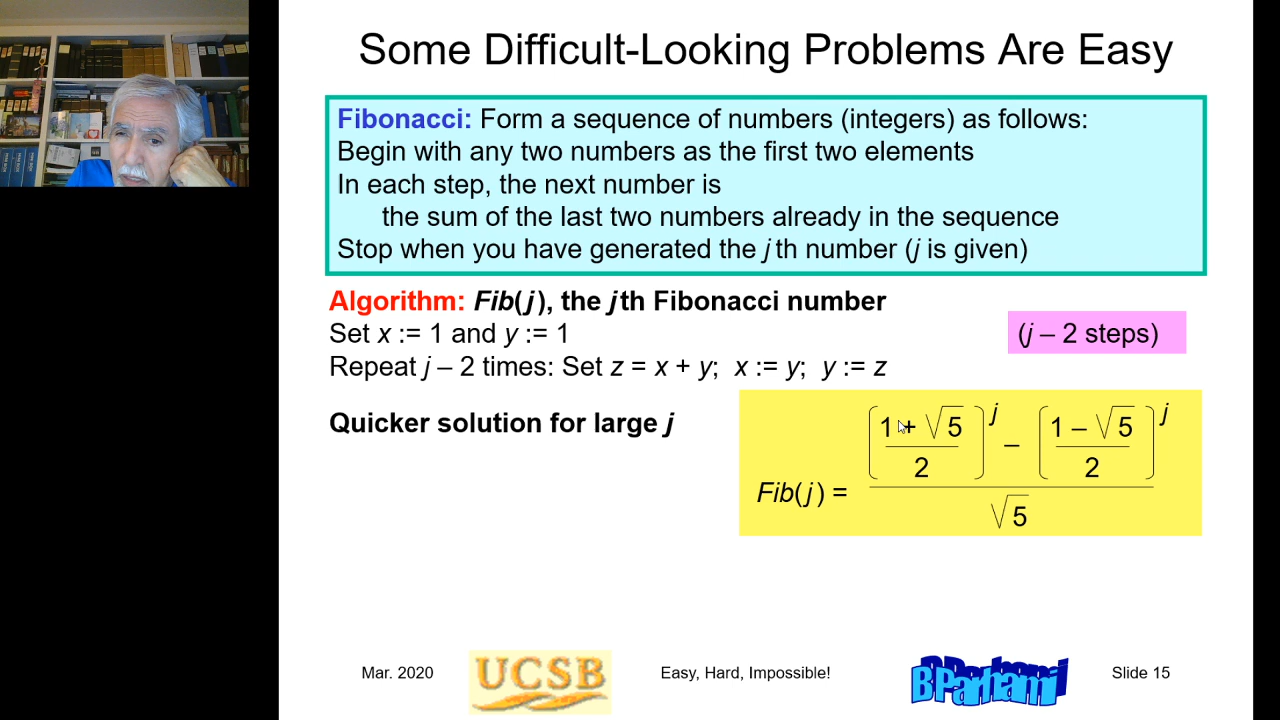 Some Difficult-Looking Problems Are Easy
Fibonacci: Form a sequence of numbers (integers) as follows:
Begin with any two numbers as the first two elements
In each step, the next number is
the sum of the last two numbers already in the sequence
Stop when you have generated the j th number (j is given)
Algorithm: Fib(j), the jth Fibonacci number
Set x := 1 and y := 1
(j – 2 steps)
Repeat j – 2 times: Set z = x + y; x := y; y := z
Quicker solution for large j
Fib(j) = [(1 + √5)/2]^j – [(1 – √5)/2]^j / √5
Mar. 2020
UCSB
Easy, Hard, Impossible!
BParhami
Slide 15